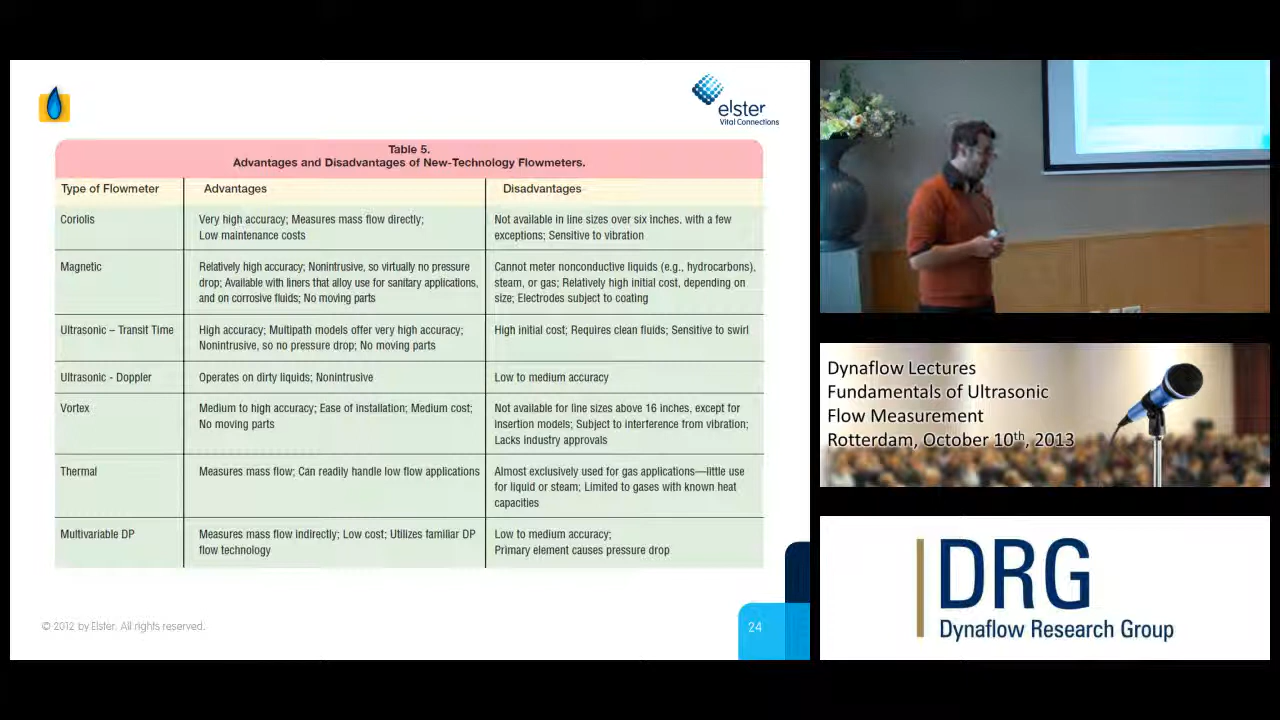 elster
Vital Connections
Table 5.
Advantages and Disadvantages of New-Technology Flowmeters.
Type of Flowmeter Advantages Disadvantages
Coriolis
Very high accuracy; Measures mass flow directly;
Low maintenance costs
Not available in line sizes over six inches, with a few
exceptions; Sensitive to vibration
Magnetic
Relatively high accuracy; Nonintrusive, so virtually no pressure
drop; Available with liners that alloy use for sanitary applications,
and on corrosive fluids; No moving parts
Cannot meter nonconductive liquids (e.g., hydrocarbons),
steam, or gas; Relatively high initial cost, depending on
size; Electrodes subject to coating
Ultrasonic – Transit Time
High accuracy; Multipath models offer very high accuracy;
Nonintrusive, so no pressure drop; No moving parts
High initial cost; Requires clean fluids; Sensitive to swirl
Ultrasonic - Doppler
Operates on dirty liquids; Nonintrusive
Low to medium accuracy
Vortex
Medium to high accuracy; Ease of installation; Medium cost;
No moving parts
Not available for line sizes above 16 inches, except for
insertion models; Subject to interference from vibration;
Lacks industry approvals
Thermal
Measures mass flow; Can readily handle low flow applications
Almost exclusively used for gas applications—little use
for liquid or steam; Limited to gases with known heat
capacities
Multivariable DP
Measures mass flow indirectly; Low cost; Utilizes familiar DP
flow technology
Low to medium accuracy;
Primary element causes pressure drop
© 2012 by Elster. All rights reserved.
24
Dynaflow Lectures
Fundamentals of Ultrasonic
Flow Measurement
Rotterdam, October 10th, 2013
DRG
Dynaflow Research Group